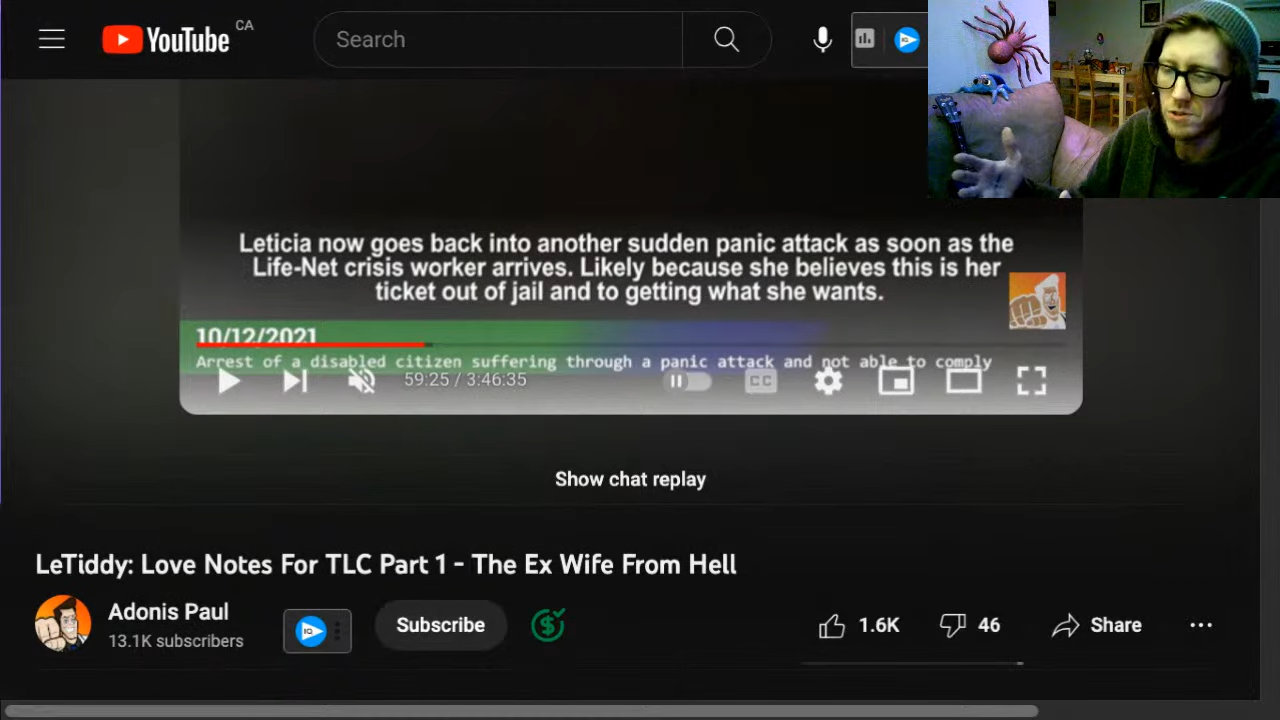 YouTube CA
Search
Leticia now goes back into another sudden panic attack as soon as the
Life-Net crisis worker arrives. Likely because she believes this is her
ticket out of jail and to getting what she wants.
10/12/2021
Arrest of a disabled citizen suffering through a panic attack and not able to comply
59:25 / 3:46:35
CC
Show chat replay
LeTiddy: Love Notes For TLC Part 1 - The Ex Wife From Hell
Adonis Paul
13.1K subscribers
IQ
Subscribe
1.6K
46
Share